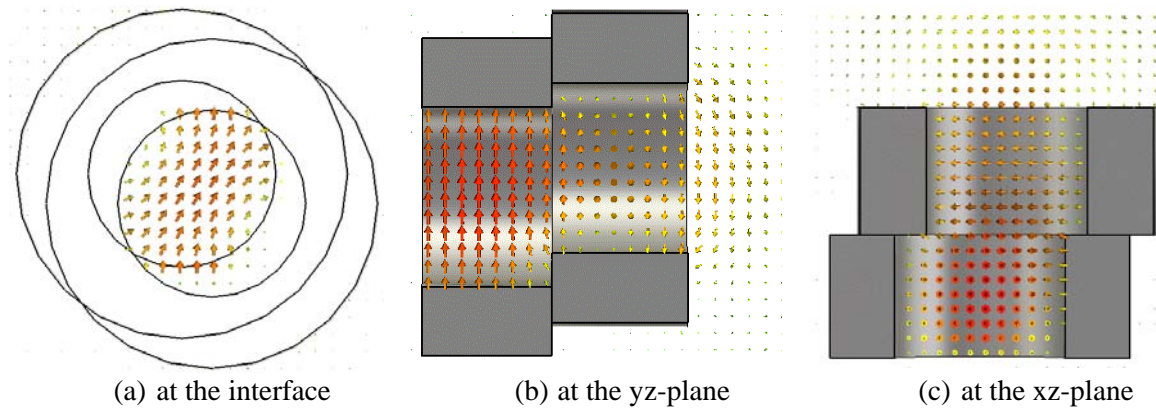 (a) at the interface
(b) at the yz-plane
(c) at the xz-plane